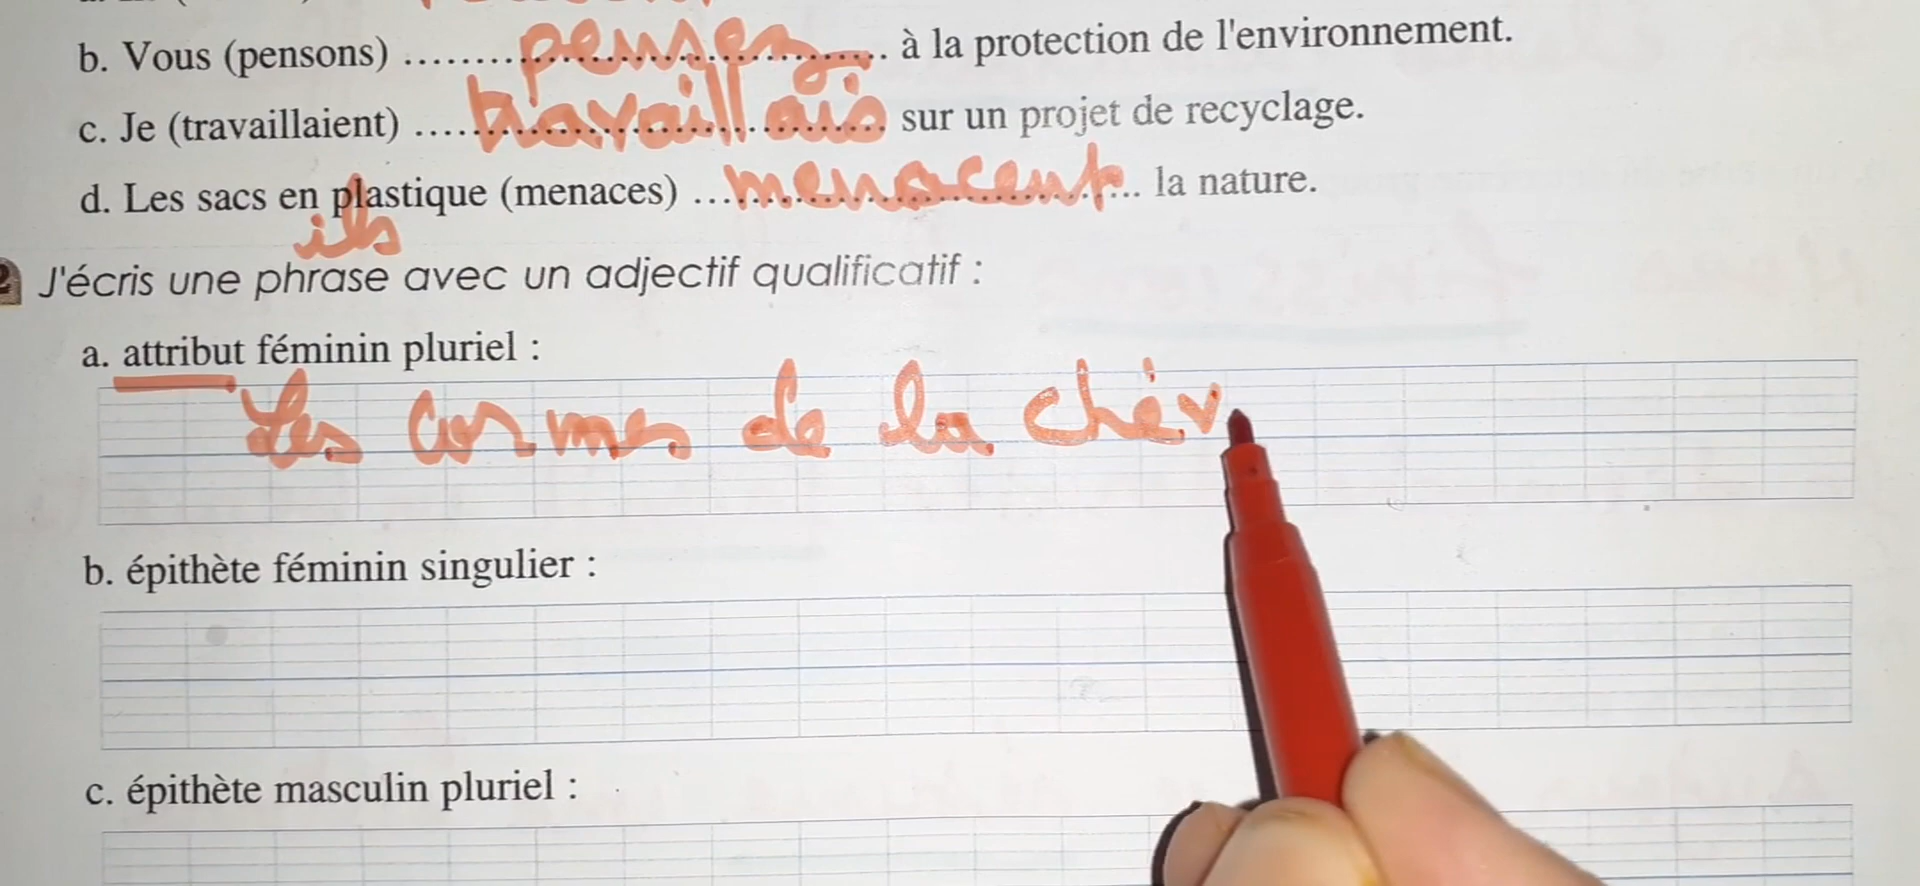 b. Vous (pensons) ........ pensez ........ à la protection de l'environnement.
c. Je (travaillaient) ........ travaillais ........ sur un projet de recyclage.
d. Les sacs en plastique (menaces) ........ menacent ........ la nature.
ils
2 J'écris une phrase avec un adjectif qualificatif :
a. attribut féminin pluriel :
Les cornes de la chèv
b. épithète féminin singulier :
c. épithète masculin pluriel :